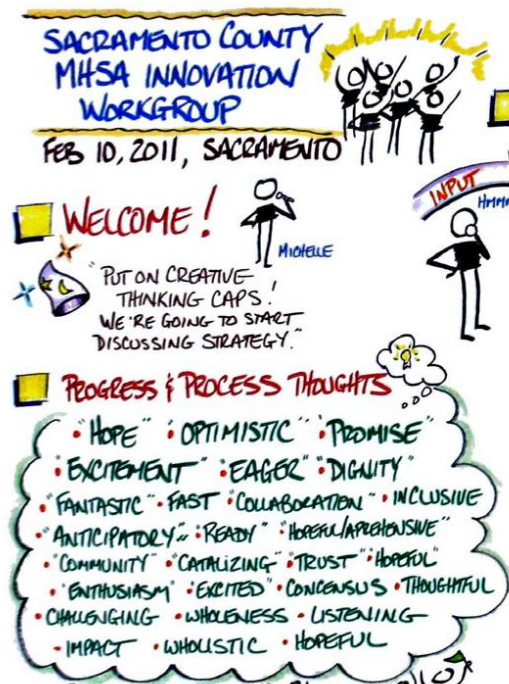 SACRAMENTO COUNTY
MHSA INNOVATION
WORKGROUP
FEB 10, 2011, SACRAMENTO
WELCOME!
MICHELLE
"PUT ON CREATIVE
THINKING CAPS!
WE'RE GOING TO START
DISCUSSING STRATEGY."
INPUT
PROGRESS & PROCESS THOUGHTS
• "HOPE" • "OPTIMISTIC" • "PROMISE"
• "EXCITEMENT" • "EAGER" • "DIGNITY"
• "FANTASTIC" • FAST • "COLLABORATION" • INCLUSIVE
• "ANTICIPATORY" • "READY" • "HOPEFUL/APREHENSIVE"
• "COMMUNITY" • "CATALIZING" • "TRUST" • "HOPEFUL"
• "ENTHUSIASM" • "EXCITED" • CONCENSUS • THOUGHTFUL
• CHALLENGING • WHOLENESS • LISTENING
• IMPACT • WHOLISTIC • HOPEFUL